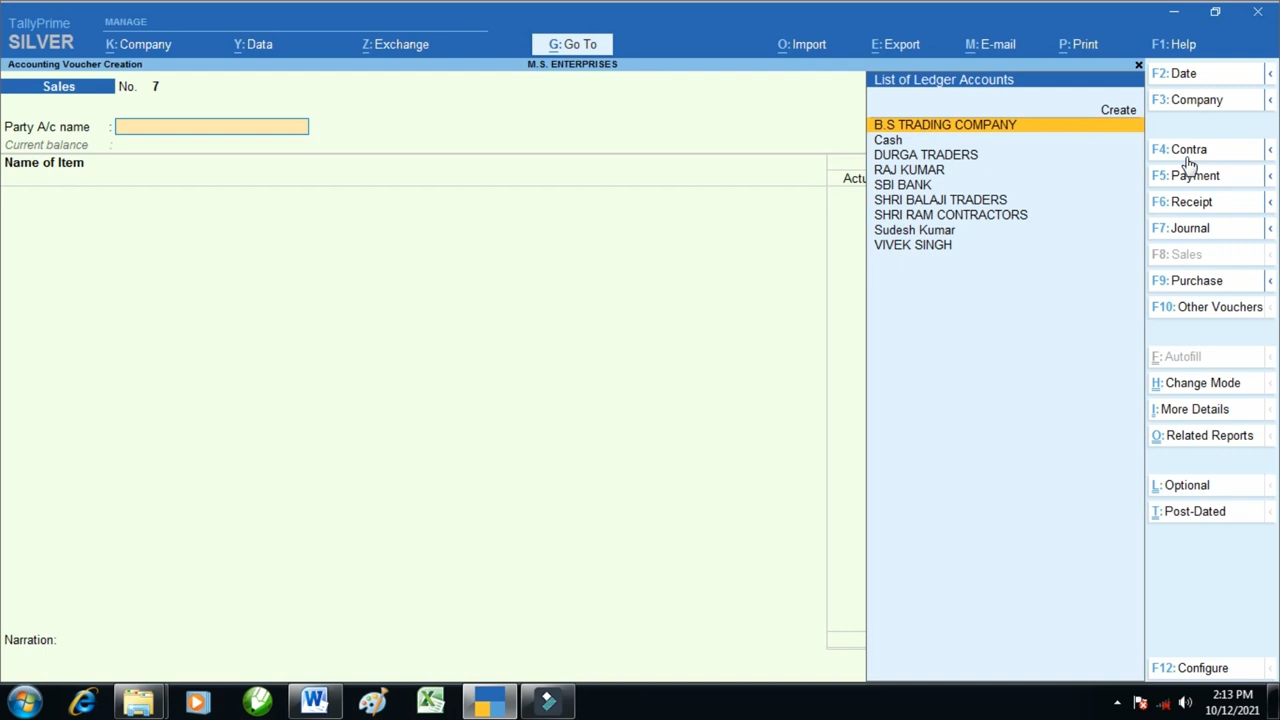 TallyPrime
MANAGE
SILVER
K: Company
Y: Data
Z: Exchange
G: Go To
O: Import
E: Export
M: E-mail
P: Print
F1: Help
Accounting Voucher Creation
M.S. ENTERPRISES
Sales No. 7
Party A/c name :
Current balance :
Name of Item
Actu
Narration:
List of Ledger Accounts
Create
B.S TRADING COMPANY
Cash
DURGA TRADERS
RAJ KUMAR
SBI BANK
SHRI BALAJI TRADERS
SHRI RAM CONTRACTORS
Sudesh Kumar
VIVEK SINGH
F2: Date
F3: Company
F4: Contra
F5: Payment
F6: Receipt
F7: Journal
F8: Sales
F9: Purchase
F10: Other Vouchers
F: Autofill
H: Change Mode
I: More Details
O: Related Reports
L: Optional
T: Post-Dated
F12: Configure
2:13 PM
10/12/2021